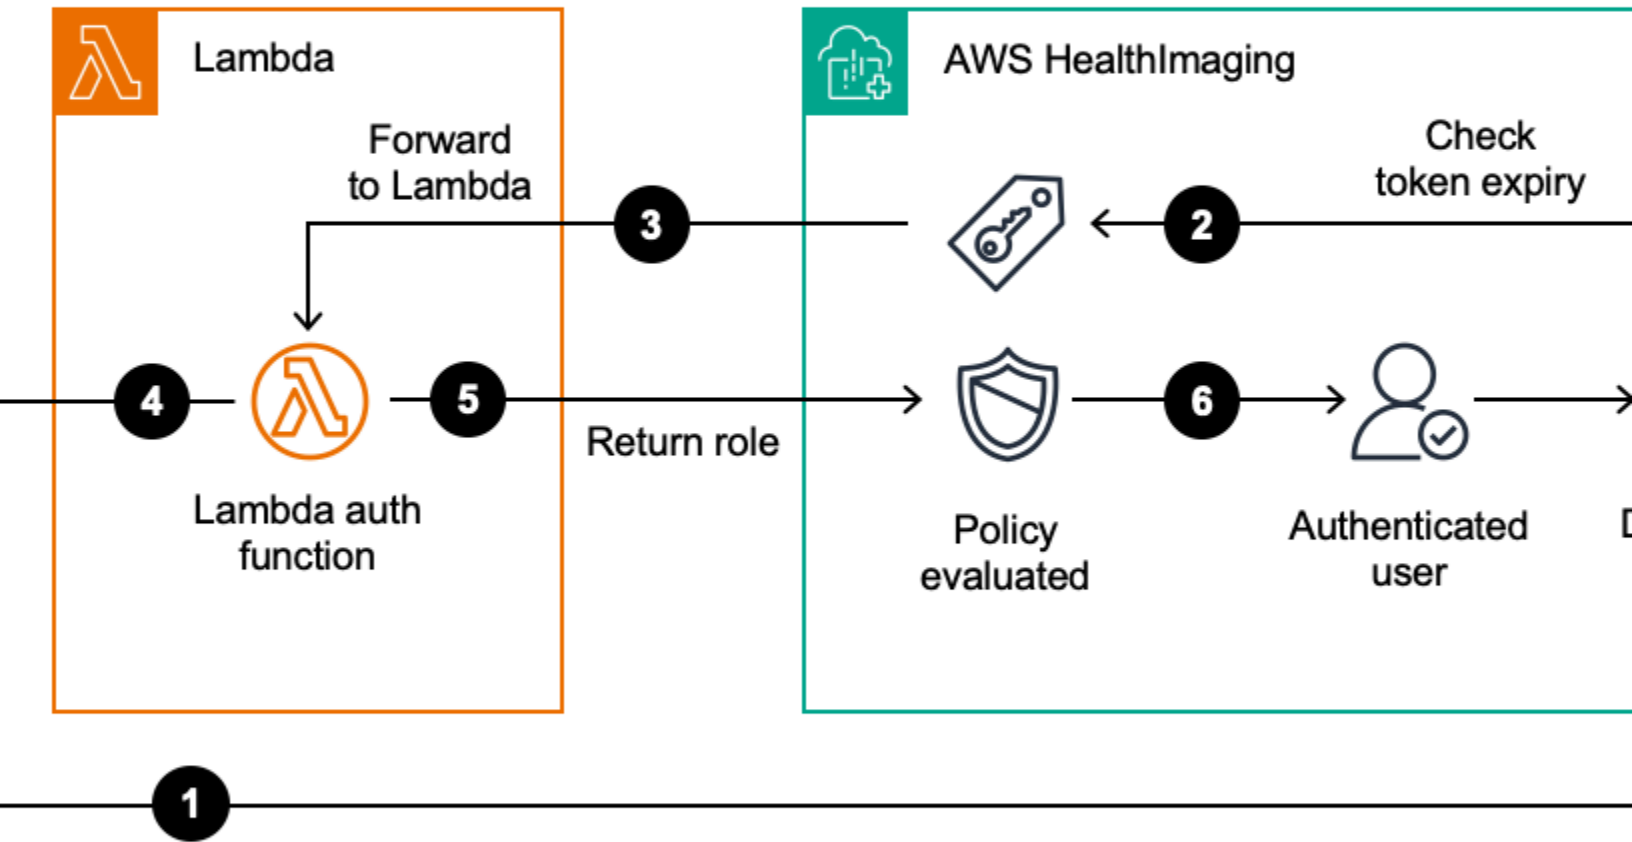 Lambda
AWS HealthImaging
Forward
to Lambda
Check
token expiry
3
2
4
5
6
Return role
Lambda auth
function
Policy
evaluated
Authenticated
user
1